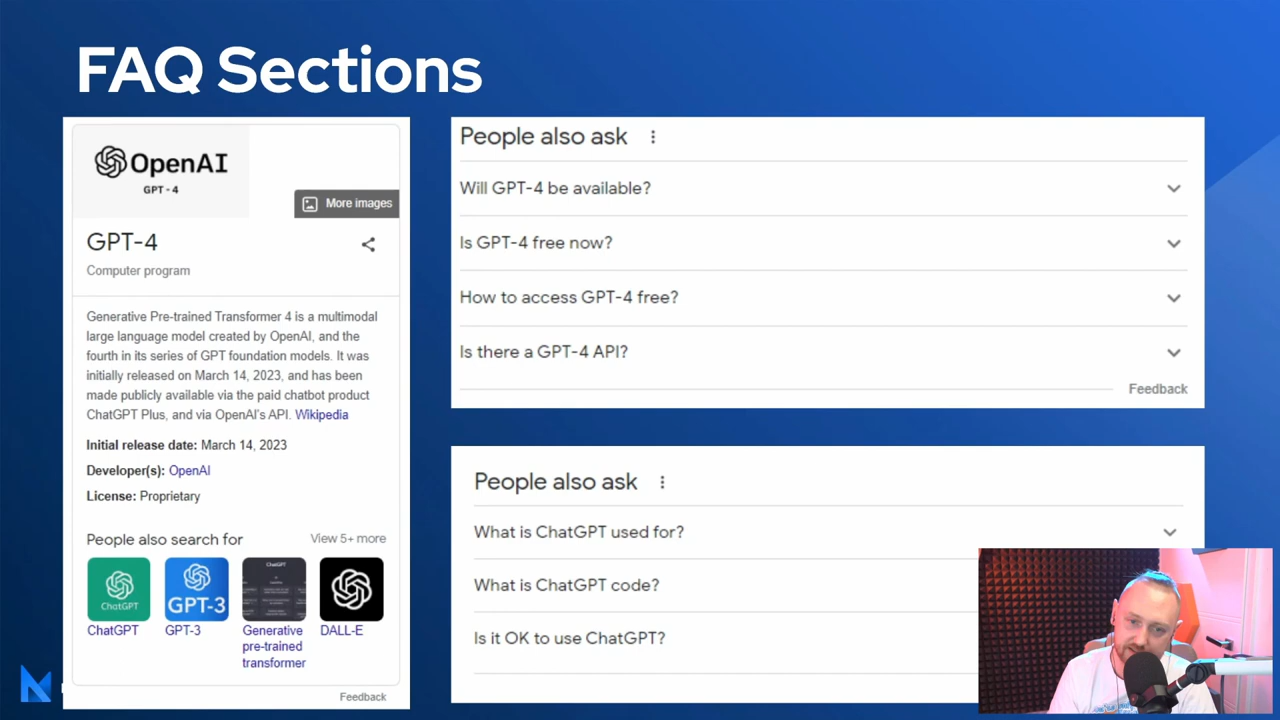 FAQ Sections
OpenAI
GPT - 4
More images
GPT-4
Computer program
Generative Pre-trained Transformer 4 is a multimodal
large language model created by OpenAI, and the
fourth in its series of GPT foundation models. It was
initially released on March 14, 2023, and has been
made publicly available via the paid chatbot product
ChatGPT Plus, and via OpenAI's API. Wikipedia
Initial release date: March 14, 2023
Developer(s): OpenAI
License: Proprietary
People also search for
View 5+ more
ChatGPT
GPT-3
ChatGPT
ChatGPT
GPT-3
Generative
pre-trained
transformer
DALL-E
Feedback
People also ask
Will GPT-4 be available?
Is GPT-4 free now?
How to access GPT-4 free?
Is there a GPT-4 API?
Feedback
People also ask
What is ChatGPT used for?
What is ChatGPT code?
Is it OK to use ChatGPT?